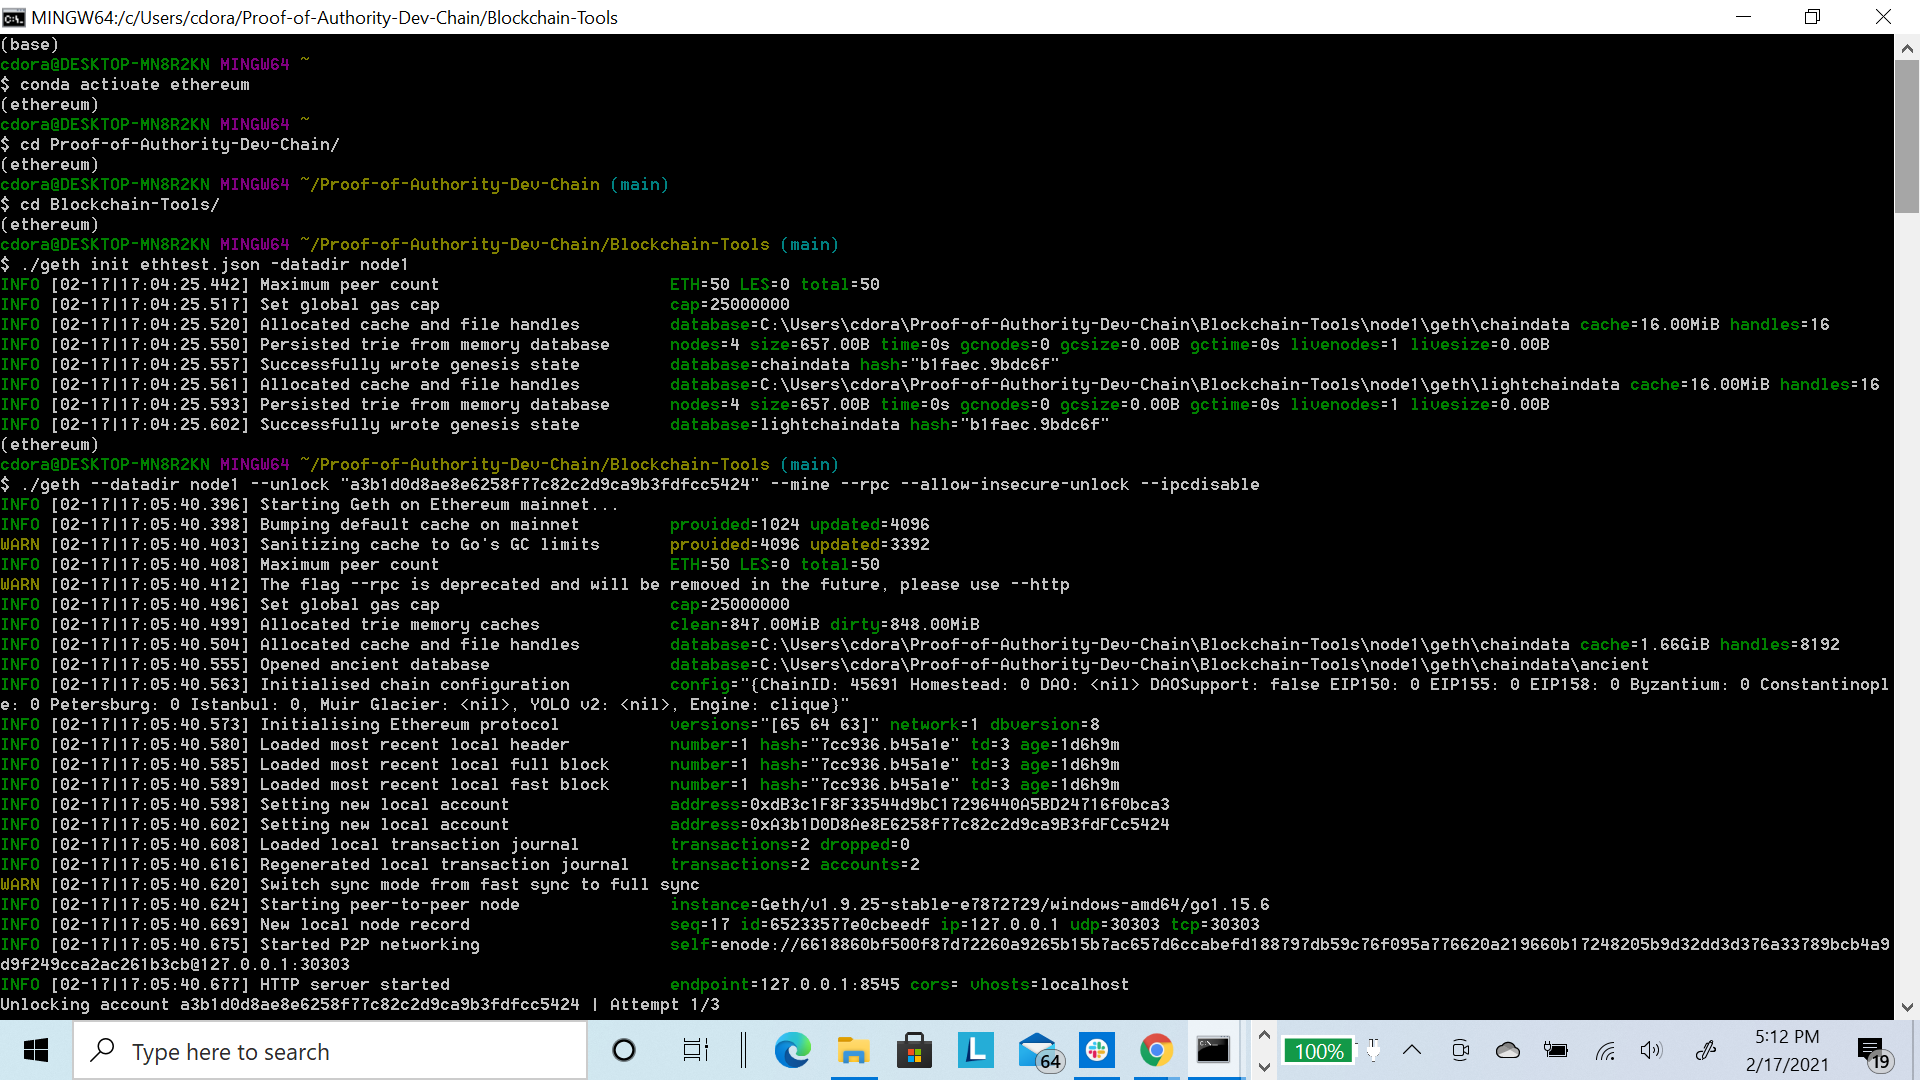 MINGW64:/c/Users/cdora/Proof-of-Authority-Dev-Chain/Blockchain-Tools
(base)
cdora@DESKTOP-MN8R2KN MINGW64 ~
$ conda activate ethereum
(ethereum)
cdora@DESKTOP-MN8R2KN MINGW64 ~
$ cd Proof-of-Authority-Dev-Chain/
(ethereum)
cdora@DESKTOP-MN8R2KN MINGW64 ~/Proof-of-Authority-Dev-Chain (main)
$ cd Blockchain-Tools/
(ethereum)
cdora@DESKTOP-MN8R2KN MINGW64 ~/Proof-of-Authority-Dev-Chain/Blockchain-Tools (main)
$ ./geth init ethtest.json -datadir node1
INFO [02-17|17:04:25.442] Maximum peer count ETH=50 LES=0 total=50
INFO [02-17|17:04:25.517] Set global gas cap cap=25000000
INFO [02-17|17:04:25.520] Allocated cache and file handles database=C:\Users\cdora\Proof-of-Authority-Dev-Chain\Blockchain-Tools\node1\geth\chaindata cache=16.00MiB handles=16
INFO [02-17|17:04:25.550] Persisted trie from memory database nodes=4 size=657.00B time=0s gcnodes=0 gcsize=0.00B gctime=0s livenodes=1 livesize=0.00B
INFO [02-17|17:04:25.557] Successfully wrote genesis state database=chaindata hash="b1faec.9bdc6f"
INFO [02-17|17:04:25.561] Allocated cache and file handles database=C:\Users\cdora\Proof-of-Authority-Dev-Chain\Blockchain-Tools\node1\geth\lightchaindata cache=16.00MiB handles=16
INFO [02-17|17:04:25.593] Persisted trie from memory database nodes=4 size=657.00B time=0s gcnodes=0 gcsize=0.00B gctime=0s livenodes=1 livesize=0.00B
INFO [02-17|17:04:25.602] Successfully wrote genesis state database=lightchaindata hash="b1faec.9bdc6f"
(ethereum)
cdora@DESKTOP-MN8R2KN MINGW64 ~/Proof-of-Authority-Dev-Chain/Blockchain-Tools (main)
$ ./geth --datadir node1 --unlock "a3b1d0d8ae8e6258f77c82c2d9ca9b3fdfcc5424" --mine --rpc --allow-insecure-unlock --ipcdisable
INFO [02-17|17:05:40.396] Starting Geth on Ethereum mainnet...
INFO [02-17|17:05:40.398] Bumping default cache on mainnet provided=1024 updated=4096
WARN [02-17|17:05:40.403] Sanitizing cache to Go's GC limits provided=4096 updated=3392
INFO [02-17|17:05:40.408] Maximum peer count ETH=50 LES=0 total=50
WARN [02-17|17:05:40.412] The flag --rpc is deprecated and will be removed in the future, please use --http
INFO [02-17|17:05:40.496] Set global gas cap cap=25000000
INFO [02-17|17:05:40.499] Allocated trie memory caches clean=847.00MiB dirty=848.00MiB
INFO [02-17|17:05:40.504] Allocated cache and file handles database=C:\Users\cdora\Proof-of-Authority-Dev-Chain\Blockchain-Tools\node1\geth\chaindata cache=1.66GiB handles=8192
INFO [02-17|17:05:40.555] Opened ancient database database=C:\Users\cdora\Proof-of-Authority-Dev-Chain\Blockchain-Tools\node1\geth\chaindata\ancient
INFO [02-17|17:05:40.563] Initialised chain configuration config="{ChainID: 45691 Homestead: 0 DAO: <nil> DAOSupport: false EIP150: 0 EIP155: 0 EIP158: 0 Byzantium: 0 Constantinopl
e: 0 Petersburg: 0 Istanbul: 0, Muir Glacier: <nil>, YOLO v2: <nil>, Engine: clique}"
INFO [02-17|17:05:40.573] Initialising Ethereum protocol versions="[65 64 63]" network=1 dbversion=8
INFO [02-17|17:05:40.580] Loaded most recent local header number=1 hash="7cc936.b45a1e" td=3 age=1d6h9m
INFO [02-17|17:05:40.585] Loaded most recent local full block number=1 hash="7cc936.b45a1e" td=3 age=1d6h9m
INFO [02-17|17:05:40.589] Loaded most recent local fast block number=1 hash="7cc936.b45a1e" td=3 age=1d6h9m
INFO [02-17|17:05:40.598] Setting new local account address=0xdB3c1F8F33544d9bC17296440A5BD24716f0bca3
INFO [02-17|17:05:40.602] Setting new local account address=0xA3b1D0D8Ae8E6258f77c82c2d9ca9B3fdFCc5424
INFO [02-17|17:05:40.608] Loaded local transaction journal transactions=2 dropped=0
INFO [02-17|17:05:40.616] Regenerated local transaction journal transactions=2 accounts=2
WARN [02-17|17:05:40.620] Switch sync mode from fast sync to full sync
INFO [02-17|17:05:40.624] Starting peer-to-peer node instance=Geth/v1.9.25-stable-e7872729/windows-amd64/go1.15.6
INFO [02-17|17:05:40.669] New local node record seq=17 id=65233577e0cbeedf ip=127.0.0.1 udp=30303 tcp=30303
INFO [02-17|17:05:40.675] Started P2P networking self=enode://6618860bf500f87d72260a9265b15b7ac657d6ccabefd188797db59c76f095a776620a219660b17248205b9d32dd3d376a33789bcb4a9
d9f249cca2ac261b3cb@127.0.0.1:30303
INFO [02-17|17:05:40.677] HTTP server started endpoint=127.0.0.1:8545 cors= vhosts=localhost
Unlocking account a3b1d0d8ae8e6258f77c82c2d9ca9b3fdfcc5424 | Attempt 1/3
Type here to search
L
64
100%
5:12 PM
2/17/2021
19